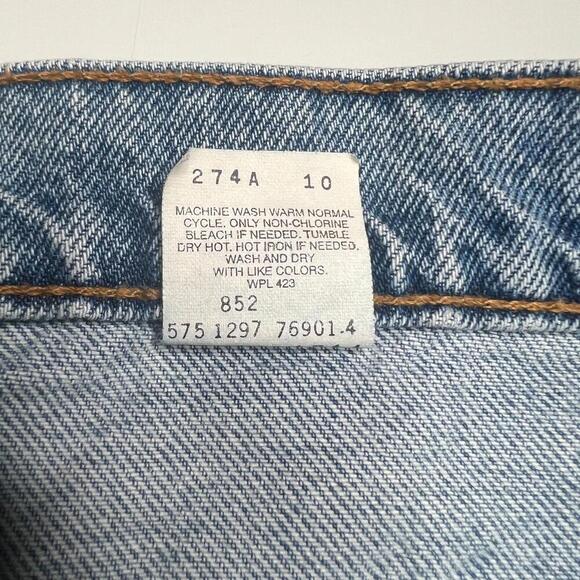 274A 10
MACHINE WASH WARM NORMAL
CYCLE. ONLY NON-CHLORINE
BLEACH IF NEEDED. TUMBLE
DRY HOT. HOT IRON IF NEEDED.
WASH AND DRY
WITH LIKE COLORS.
WPL 423
852
575 1297 76901.4